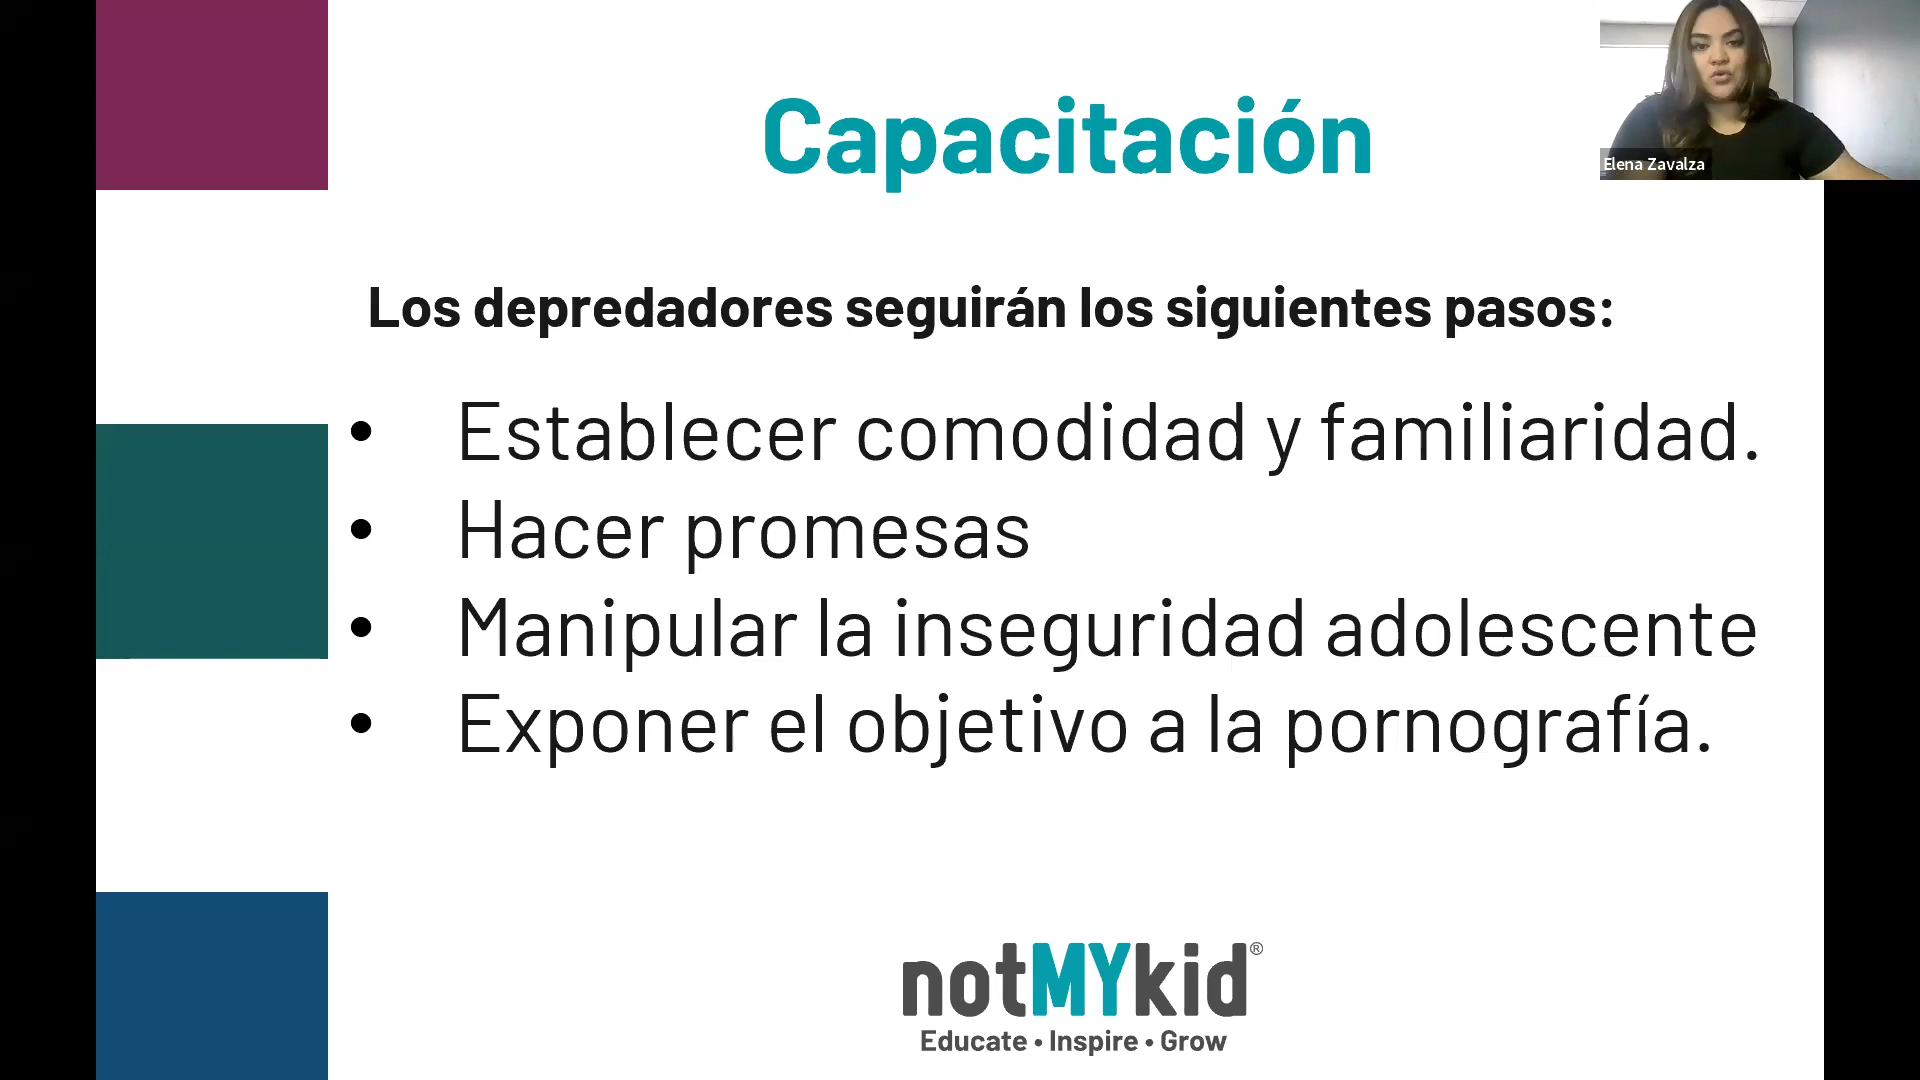 Capacitación
Elena Zavalza
Los depredadores seguirán los siguientes pasos:
• Establecer comodidad y familiaridad.
• Hacer promesas
• Manipular la inseguridad adolescente
• Exponer el objetivo a la pornografía.
notMYkid®
Educate • Inspire • Grow